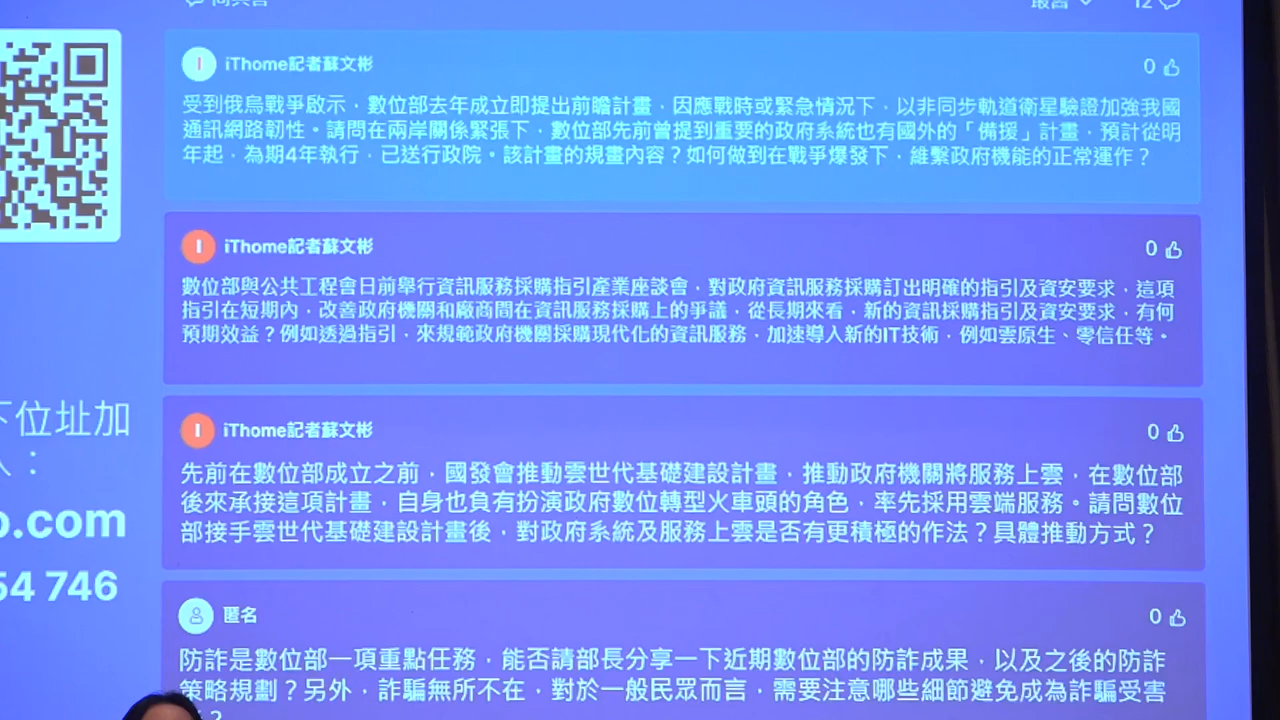 問與答
最舊
12
iThome記者蘇文彬
0
受到俄烏戰爭啟示，數位部去年成立即提出前瞻計畫，因應戰時或緊急情況下，以非同步軌道衛星驗證加強我國
通訊網路韌性。請問在兩岸關係緊張下，數位部先前曾提到重要的政府系統也有國外的「備援」計畫，預計從明
年起，為期4年執行，已送行政院。該計畫的規畫內容？如何做到在戰爭爆發下，維繫政府機能的正常運作？
iThome記者蘇文彬
0
數位部與公共工程會日前舉行資訊服務採購指引產業座談會，對政府資訊服務採購訂出明確的指引及資安要求，這項
指引在短期內，改善政府機關和廠商間在資訊服務採購上的爭議，從長期來看，新的資訊採購指引及資安要求，有何
預期效益？例如透過指引，來規範政府機關採購現代化的資訊服務，加速導入新的IT技術，例如雲原生、零信任等。
iThome記者蘇文彬
0
先前在數位部成立之前，國發會推動雲世代基礎建設計畫，推動政府機關將服務上雲，在數位部
後來承接這項計畫，自身也負有扮演政府數位轉型火車頭的角色，率先採用雲端服務。請問數位
部接手雲世代基礎建設計畫後，對政府系統及服務上雲是否有更積極的作法？具體推動方式？
匿名
0
防詐是數位部一項重點任務，能否請部長分享一下近期數位部的防詐成果，以及之後的防詐
策略規劃？另外，詐騙無所不在，對於一般民眾而言，需要注意哪些細節避免成為詐騙受害
？
下位址加
入：
.com
54 746